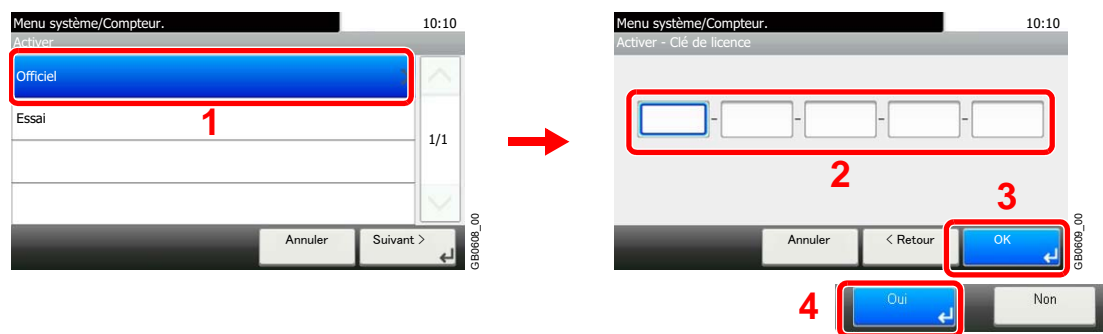 Menu système/Compteur.
10:10
Activer
Officiel
Essai
1
1/1
Annuler
Suivant >
GB0608_00
Menu système/Compteur.
10:10
Activer - Clé de licence
- - - -
2
3
Annuler
< Retour
OK
GB0609_00
4
Oui
Non